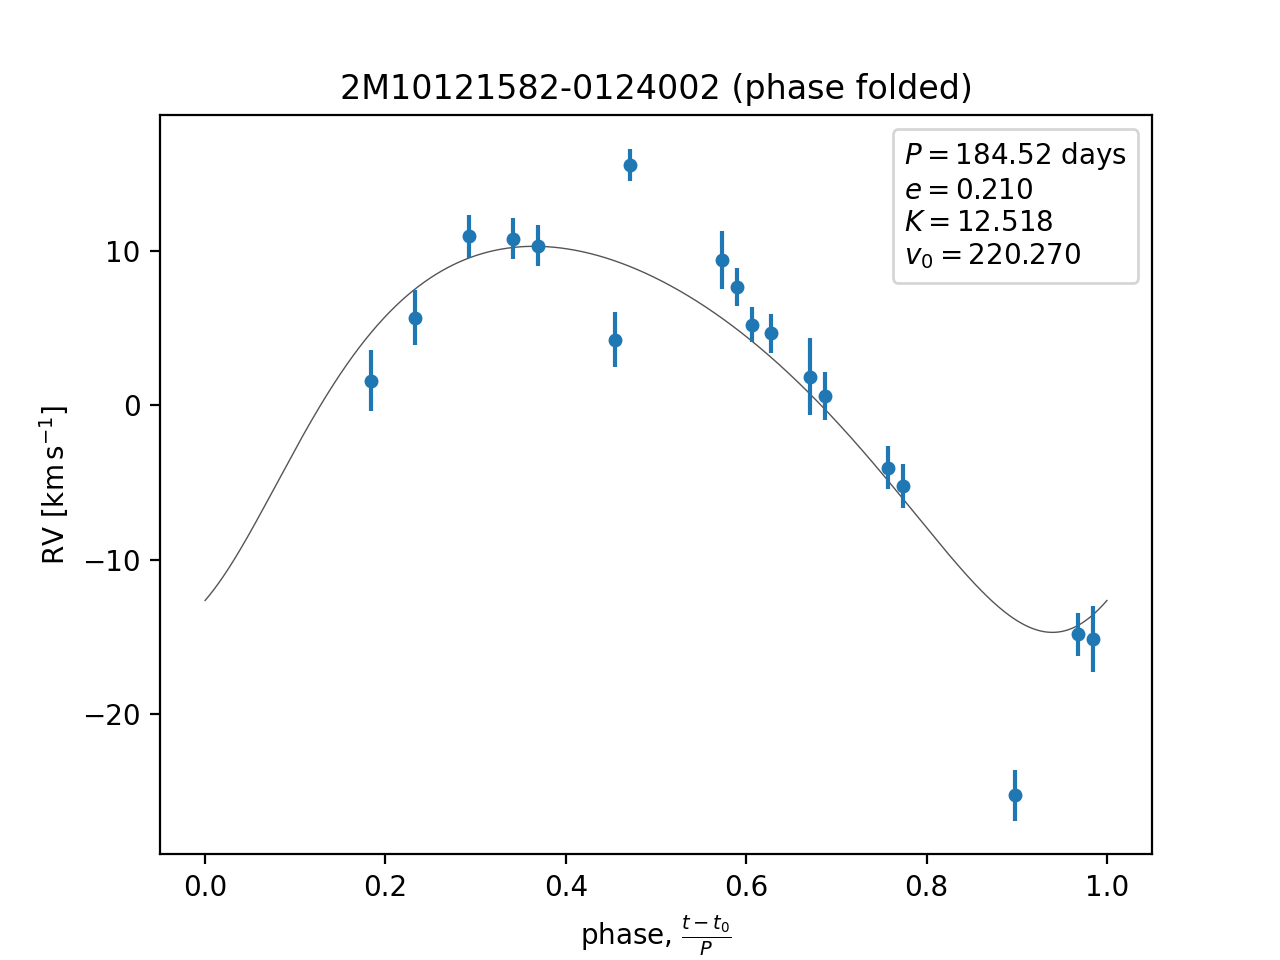 2M10121582-0124002 (phase folded)
P = 184.52 days
e = 0.210
K = 12.518
v₀ = 220.270
RV [km s⁻¹]
10
0
−10
−20
0.0 0.2 0.4 0.6 0.8 1.0
phase, (t − t₀)/P